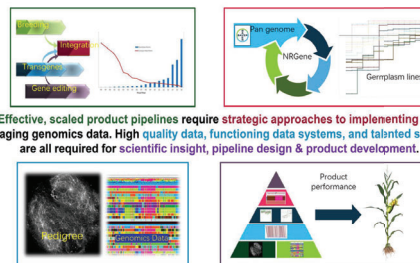 Breeding
Integration
Transgenes
Gene editing
Pan genome
NRGene
Germplasm lines
Effective, scaled product pipelines require strategic approaches to implementing
aging genomics data. High quality data, functioning data systems, and talented s
are all required for scientific insight, pipeline design & product development.
Pedigree
Genomics Data
Product
performance